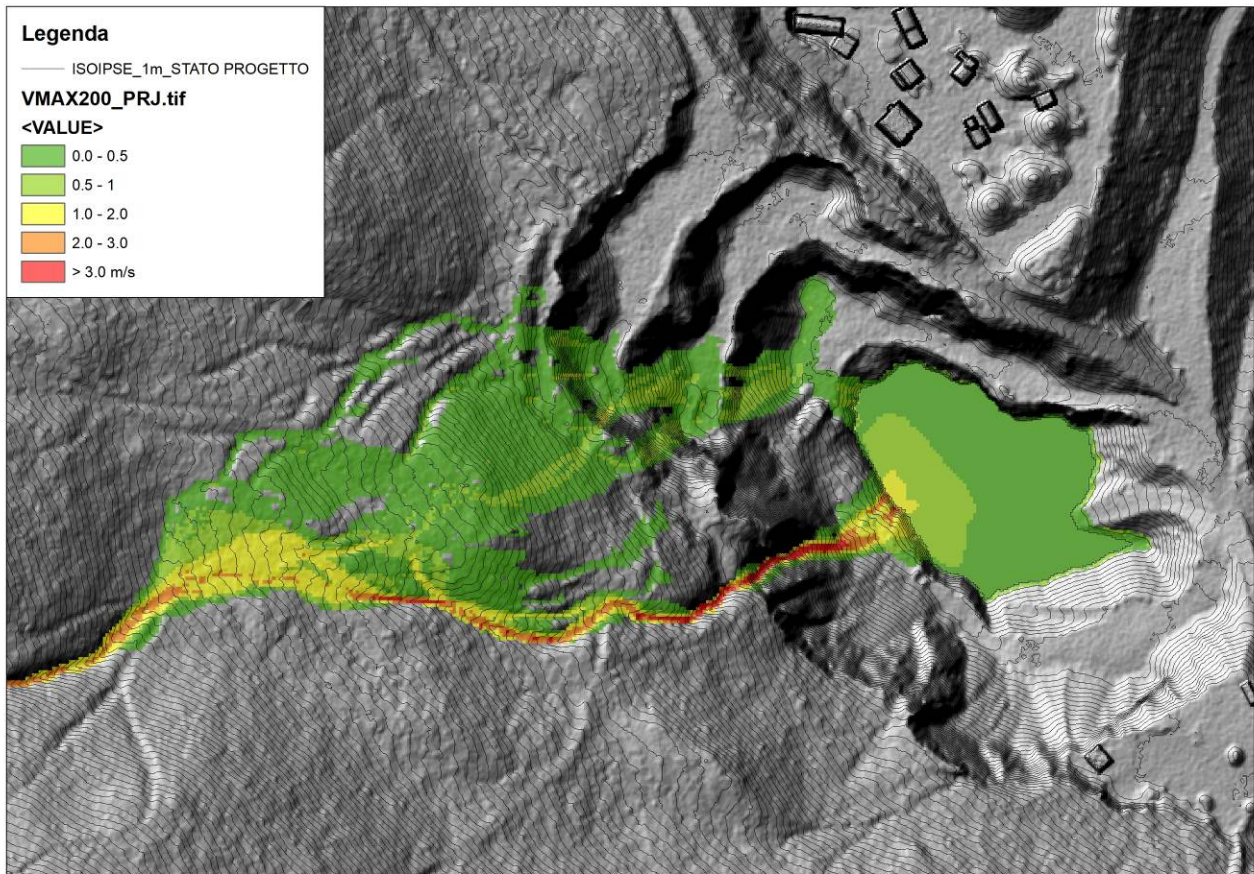 Legenda
ISOIPSE_1m_STATO PROGETTO
VMAX200_PRJ.tif
<VALUE>
0.0 - 0.5
0.5 - 1
1.0 - 2.0
2.0 - 3.0
> 3.0 m/s